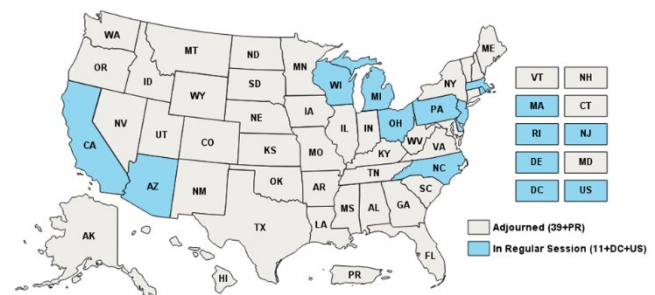 WA
MT
ND
MN
ME
OR
ID
SD
WI
MI
NY
WY
IA
PA
NE
NV
UT
CO
IL
IN
OH
WV
VA
CA
KS
MO
KY
NC
TN
AZ
NM
OK
AR
SC
MS
AL
GA
TX
LA
FL
AK
HI
PR
VT NH
MA CT
RI NJ
DE MD
DC US
Adjourned (39+PR)
In Regular Session (11+DC+US)